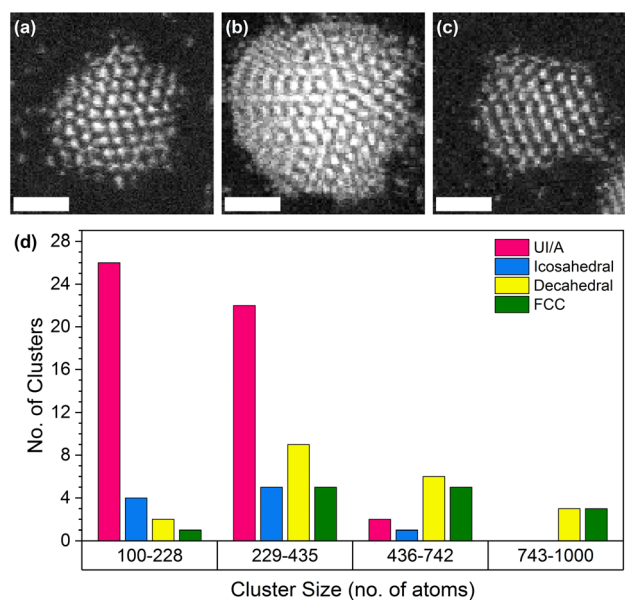 (a)
(b)
(c)
(d)
28
24
20
16
12
8
4
0
No. of Clusters
UI/A
Icosahedral
Decahedral
FCC
100-228
229-435
436-742
743-1000
Cluster Size (no. of atoms)